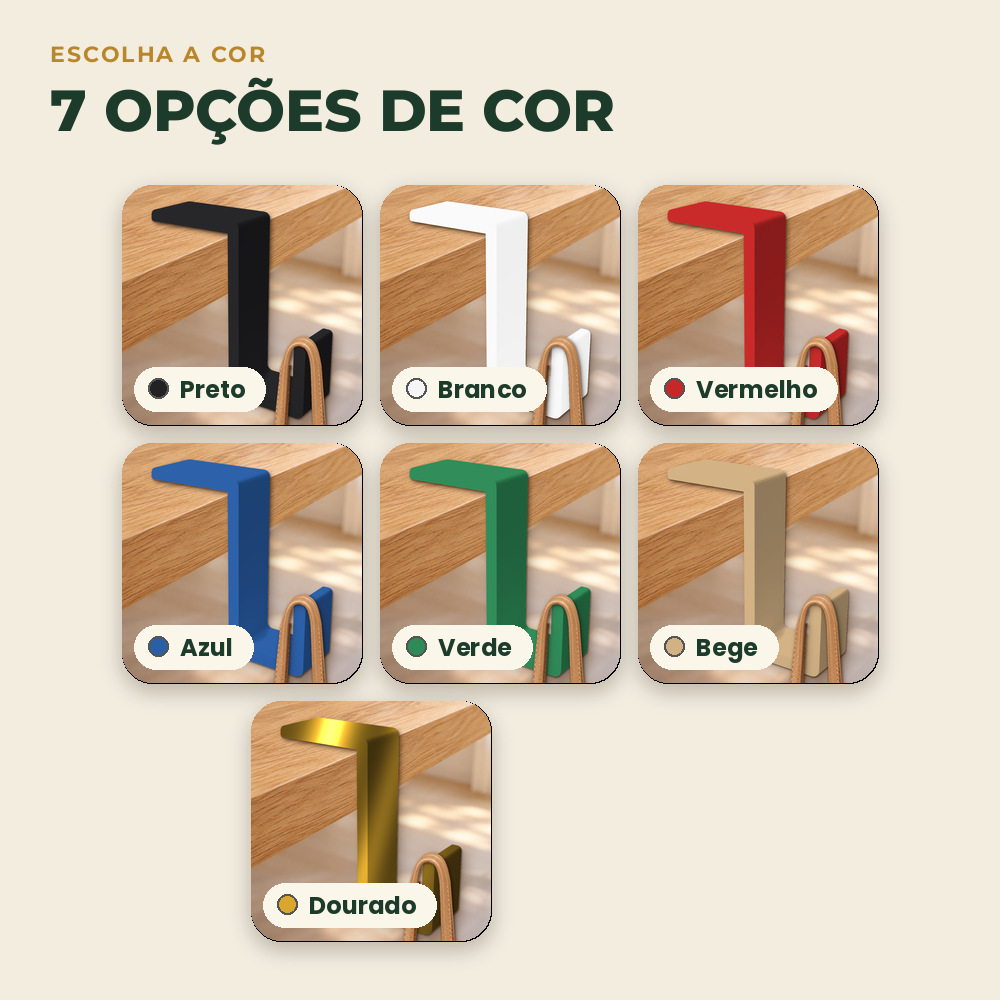 ESCOLHA A COR
7 OPÇÕES DE COR
Preto
Branco
Vermelho
Azul
Verde
Bege
Dourado